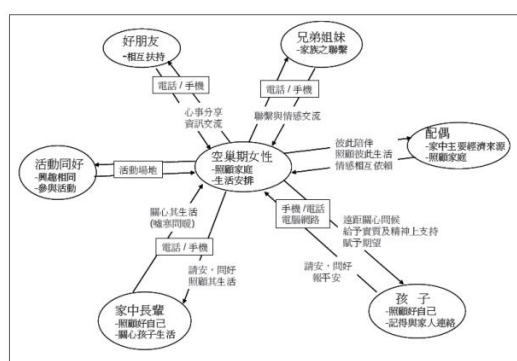 好朋友
-相互扶持
兄弟姐妹
-家族之聯繫
電話 / 手機
電話 / 手機
心事分享
資訊交流
聯繫與情感交流
空巢期女性
-照顧家庭
-生活安排
彼此陪伴
照顧彼此生活
情感相互依賴
配偶
-家中主要經濟來源
-照顧家庭
活動同好
-興趣相同
-參與活動
活動場地
關心其生活
(噓寒問暖)
電話 / 手機
手機 / 電話
電腦網路
遠距關心問候
給予實質及精神上支持
賦予期望
請安、問好
照顧其生活
請安、問好
報平安
家中長輩
-照顧好自己
-關心孩子生活
孩 子
-照顧好自己
-記得與家人連絡